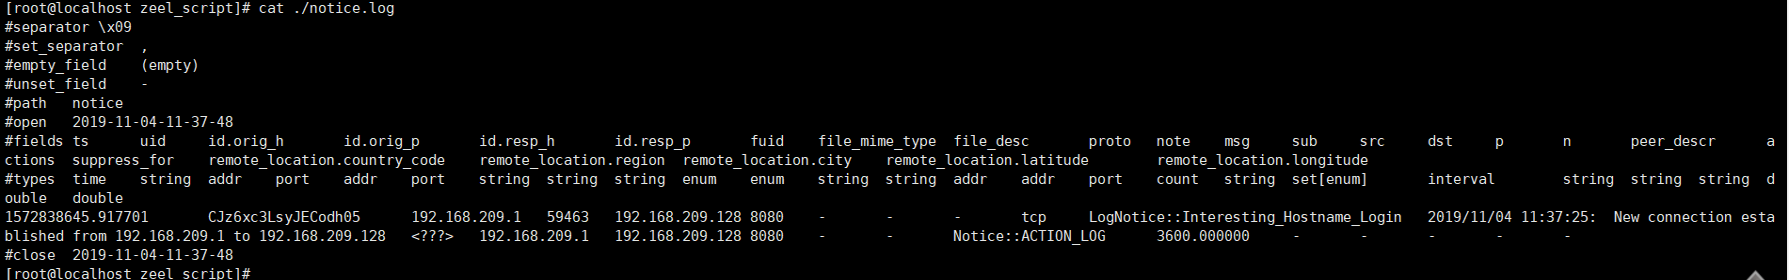 [root@localhost zeel_script]# cat ./notice.log
#separator \x09
#set_separator  ,
#empty_field    (empty)
#unset_field    -
#path   notice
#open   2019-11-04-11-37-48
#fields ts      uid     id.orig_h       id.orig_p       id.resp_h       id.resp_p       fuid    file_mime_type  file_desc       proto   note    msg     sub     src     dst     p       n       peer_descr      a
ctions  suppress_for    remote_location.country_code    remote_location.region  remote_location.city    remote_location.latitude        remote_location.longitude
#types  time    string  addr    port    addr    port    string  string  string  enum    enum    string  string  addr    addr    port    count   string  set[enum]       interval        string  string  string  d
ouble   double
1572838645.917701       CJz6xc3LsyJECodh05      192.168.209.1   59463   192.168.209.128 8080    -       -       -       tcp     LogNotice::Interesting_Hostname_Login   2019/11/04 11:37:25:  New connection esta
blished from 192.168.209.1 to 192.168.209.128   <???>   192.168.209.1   192.168.209.128 8080    -       -       Notice::ACTION_LOG      3600.000000     -       -       -       -       -
#close  2019-11-04-11-37-48
[root@localhost zeel_script]#